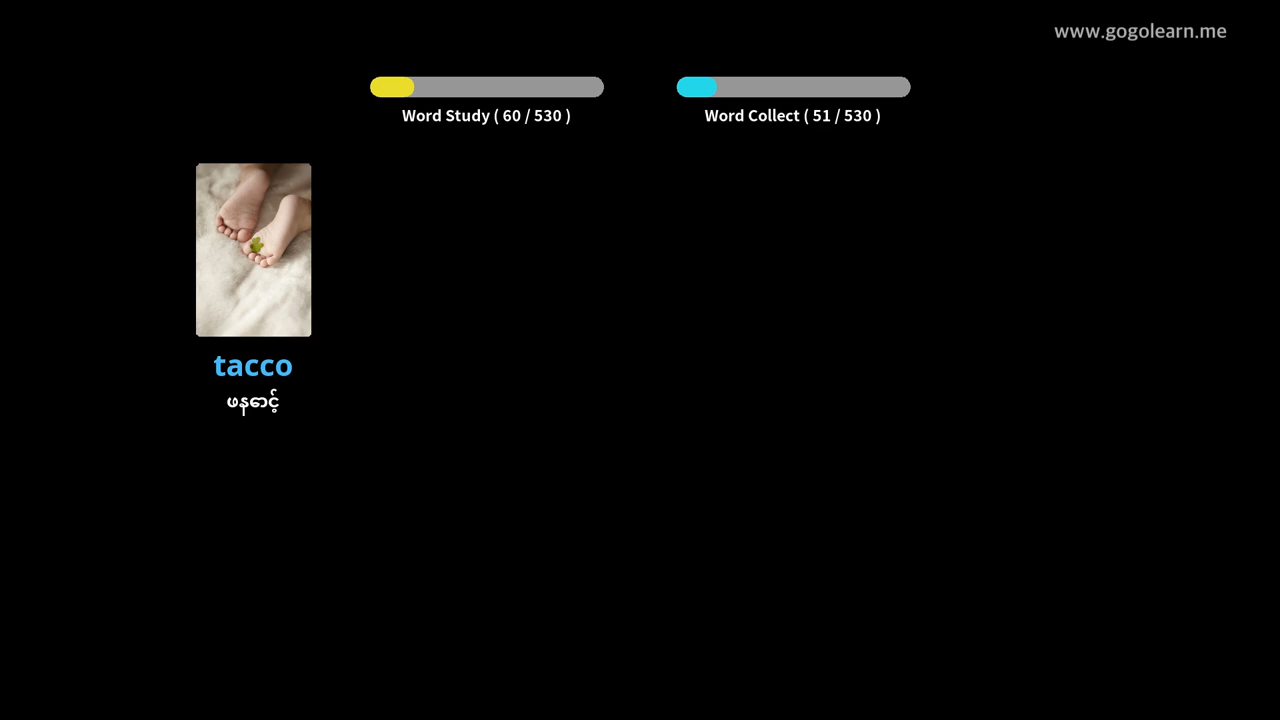 www.gogolearn.me
Word Study ( 60 / 530 )
Word Collect ( 51 / 530 )
tacco
ဖနောင့်